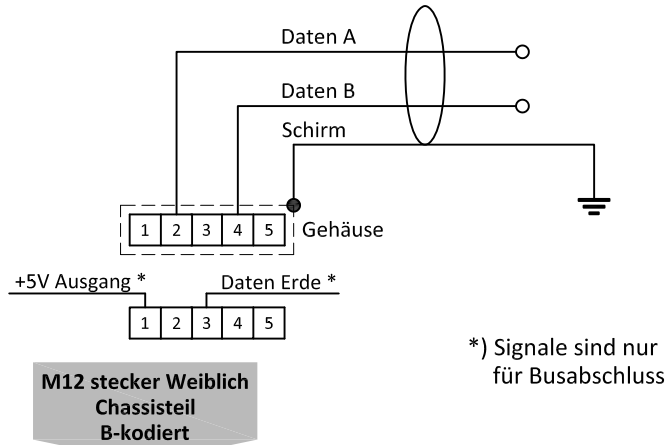 Daten A
Daten B
Schirm
1 2 3 4 5 Gehäuse
+5V Ausgang * Daten Erde *
1 2 3 4 5
*) Signale sind nur
für Busabschluss
M12 stecker Weiblich
Chassisteil
B-kodiert